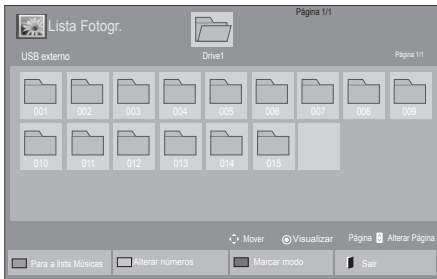 Página 1/1
Lista Fotogr.
USB externo
Drive1
Página 1/1
001 002 003 004 005 006 007 008 009
010 011 012 013 014 015
Mover Visualizar Página Alterar Página
Para a lista Músicas Alterar números Marcar modo Sair